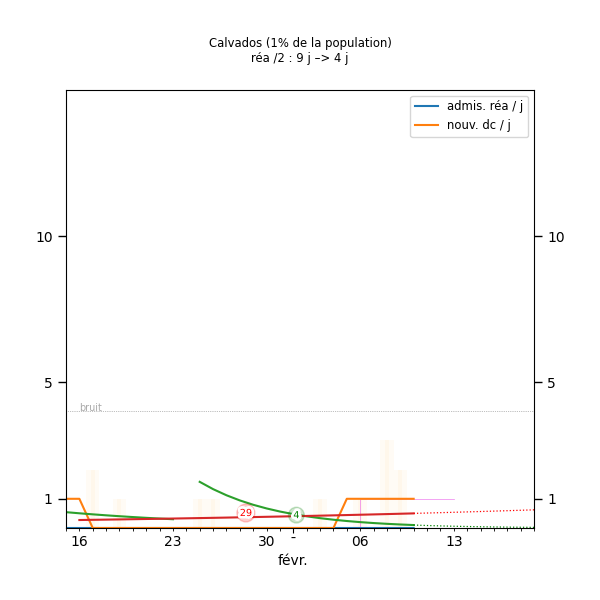 Calvados (1% de la population)
réa /2 : 9 j –> 4 j
admis. réa / j
nouv. dc / j
10
10
5
5
bruit
1
1
29
4
16
23
30
-
06
13
févr.